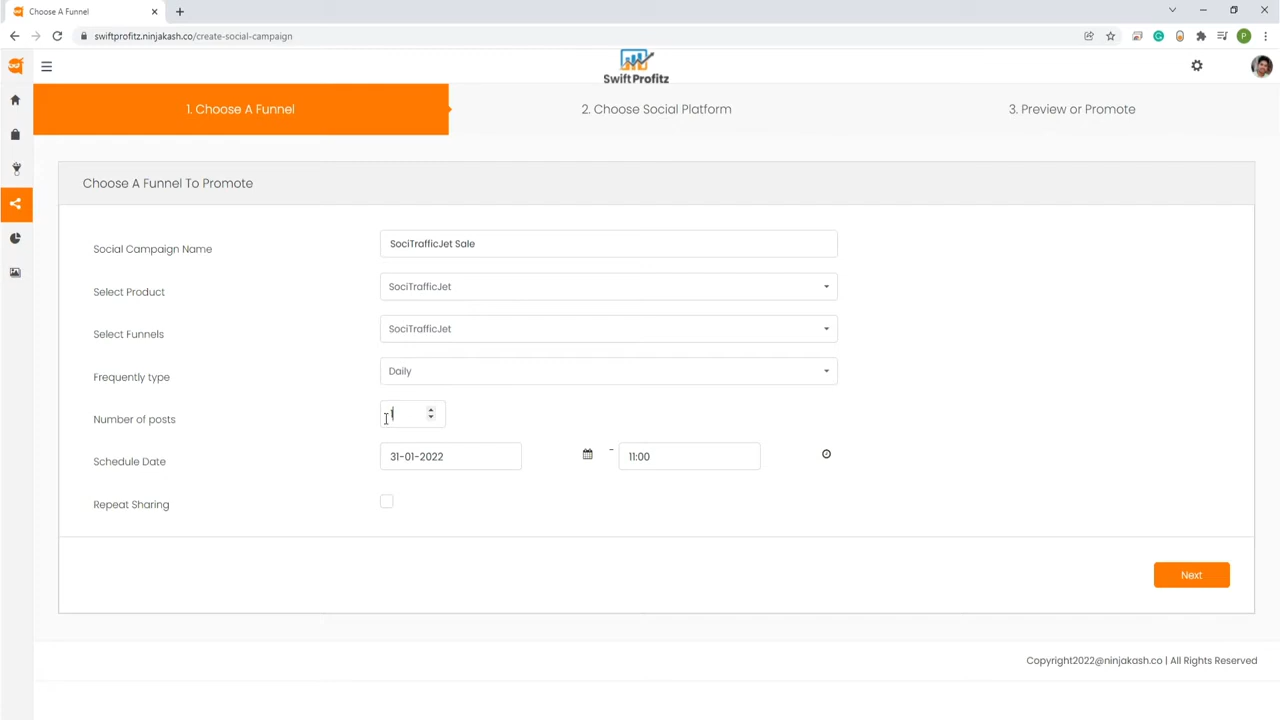 Choose A Funnel
swiftprofitz.ninjakash.co/create-social-campaign
P
SwiftProfitz
1. Choose A Funnel
2. Choose Social Platform
3. Preview or Promote
Choose A Funnel To Promote
Social Campaign Name
SociTrafficJet Sale
Select Product
SociTrafficJet
Select Funnels
SociTrafficJet
Frequently type
Daily
Number of posts
1
Schedule Date
31-01-2022
-
11:00
Repeat Sharing
Next
Copyright2022@ninjakash.co | All Rights Reserved